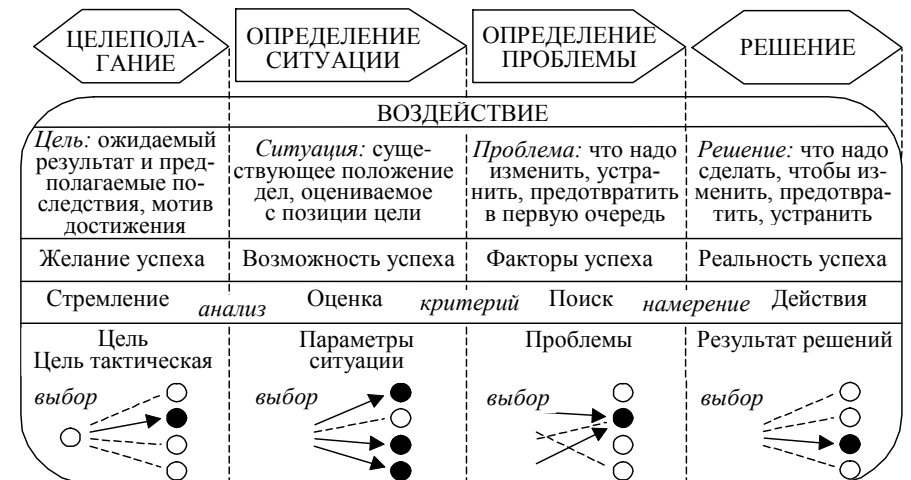 ЦЕЛЕПОЛА-
ГАНИЕ
ОПРЕДЕЛЕНИЕ
СИТУАЦИИ
ОПРЕДЕЛЕНИЕ
ПРОБЛЕМЫ
РЕШЕНИЕ
ВОЗДЕЙСТВИЕ
Цель: ожидаемый
результат и пред-
полагаемые по-
следствия, мотив
достижения
Ситуация: суще-
ствующее положение
дел, оцениваемое
с позиции цели
Проблема: что надо
изменить, устра-
нить, предотвратить
в первую очередь
Решение: что надо
сделать, чтобы из-
менить, предотвра-
тить, устранить
Желание успеха
Возможность успеха
Факторы успеха
Реальность успеха
Стремление
анализ
Оценка
критерий
Поиск
намерение
Действия
Цель
Цель тактическая
Параметры
ситуации
Проблемы
Результат решений
выбор
выбор
выбор
выбор